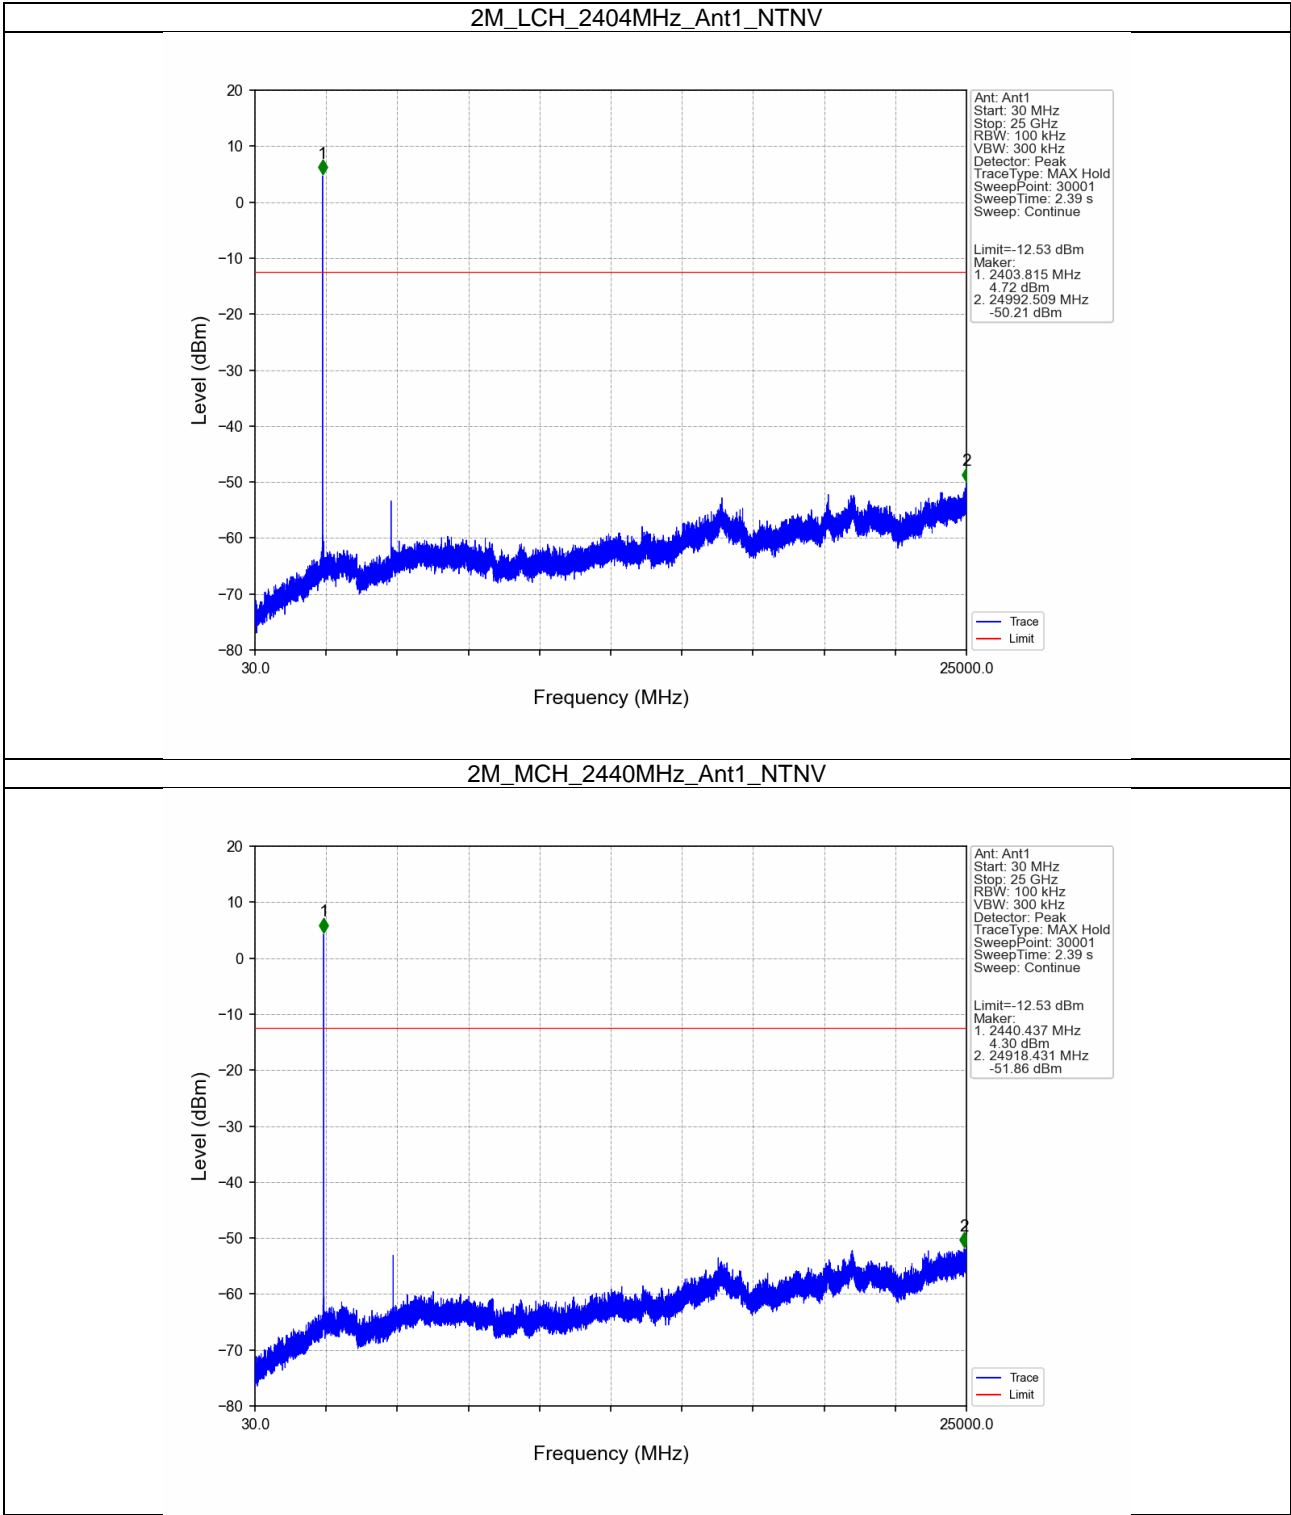 2M_LCH_2404MHz_Ant1_NTNV
20
10
0
−10
−20
−30
−40
−50
−60
−70
−80
Level (dBm)
1
2
30.0
25000.0
Frequency (MHz)
Ant: Ant1
Start: 30 MHz
Stop: 25 GHz
RBW: 100 kHz
VBW: 300 kHz
Detector: Peak
TraceType: MAX Hold
SweepPoint: 30001
SweepTime: 2.39 s
Sweep: Continue
Limit=-12.53 dBm
Maker:
1. 2403.815 MHz
4.72 dBm
2. 24992.509 MHz
-50.21 dBm
Trace
Limit
2M_MCH_2440MHz_Ant1_NTNV
20
10
0
−10
−20
−30
−40
−50
−60
−70
−80
Level (dBm)
1
2
30.0
25000.0
Frequency (MHz)
Ant: Ant1
Start: 30 MHz
Stop: 25 GHz
RBW: 100 kHz
VBW: 300 kHz
Detector: Peak
TraceType: MAX Hold
SweepPoint: 30001
SweepTime: 2.39 s
Sweep: Continue
Limit=-12.53 dBm
Maker:
1. 2440.437 MHz
4.30 dBm
2. 24918.431 MHz
-51.86 dBm
Trace
Limit